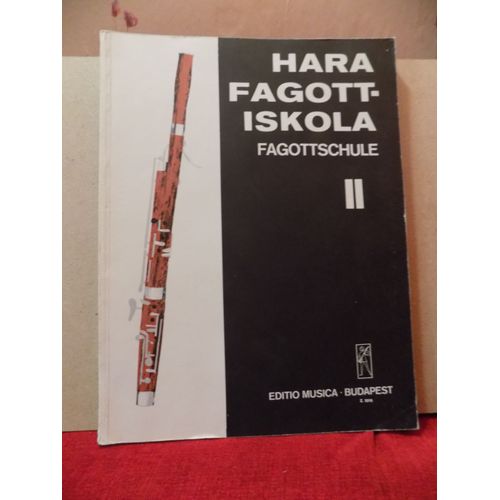 HARA
FAGOTT-
ISKOLA
FAGOTTSCHULE
II
EDITIO MUSICA · BUDAPEST